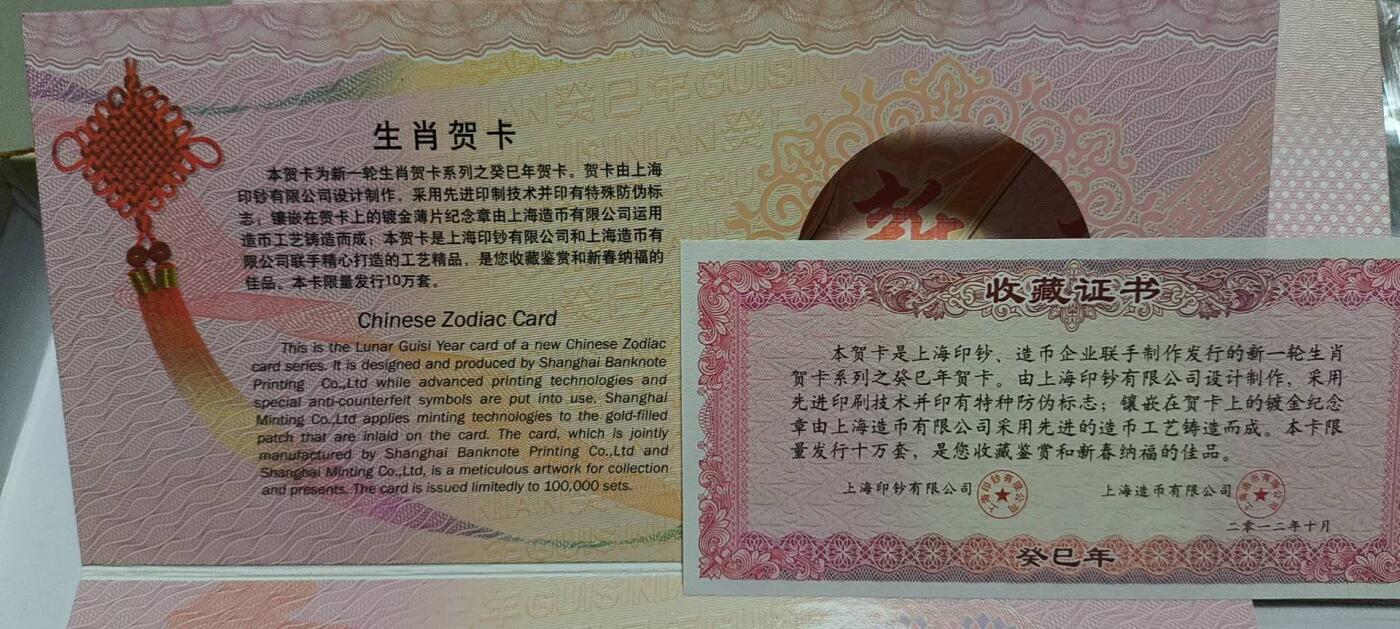 生肖贺卡
本贺卡为新一轮生肖贺卡系列之癸巳年贺卡。贺卡由上海
印钞有限公司设计制作，采用先进印制技术并印有特殊防伪标
志；镶嵌在贺卡上的镀金薄片纪念章由上海造币有限公司运用
造币工艺铸造而成；本贺卡是上海印钞有限公司和上海造币有
限公司联手精心打造的工艺精品，是您收藏鉴赏和新春纳福的
佳品。本卡限量发行10万套。
Chinese Zodiac Card
This is the Lunar Guisi Year card of a new Chinese Zodiac
card series. It is designed and produced by Shanghai Banknote
Printing Co.,Ltd while advanced printing technologies and
special anti-counterfeit symbols are put into use. Shanghai
Minting Co.,Ltd applies minting technologies to the gold-filled
patch that are inlaid on the card. The card, which is jointly
manufactured by Shanghai Banknote Printing Co.,Ltd and
Shanghai Minting Co.,Ltd, is a meticulous artwork for collection
and presents. The card is issued limitedly to 100,000 sets.
癸巳年GUISIN
新
收藏证书
本贺卡是上海印钞、造币企业联手制作发行的新一轮生肖
贺卡系列之癸巳年贺卡。由上海印钞有限公司设计制作，采用
先进印刷技术并印有特种防伪标志；镶嵌在贺卡上的镀金纪念
章由上海造币有限公司采用先进的造币工艺铸造而成。本卡限
量发行十万套，是您收藏鉴赏和新春纳福的佳品。
上海印钞有限公司
上海造币有限公司
二零一二年十月
癸巳年